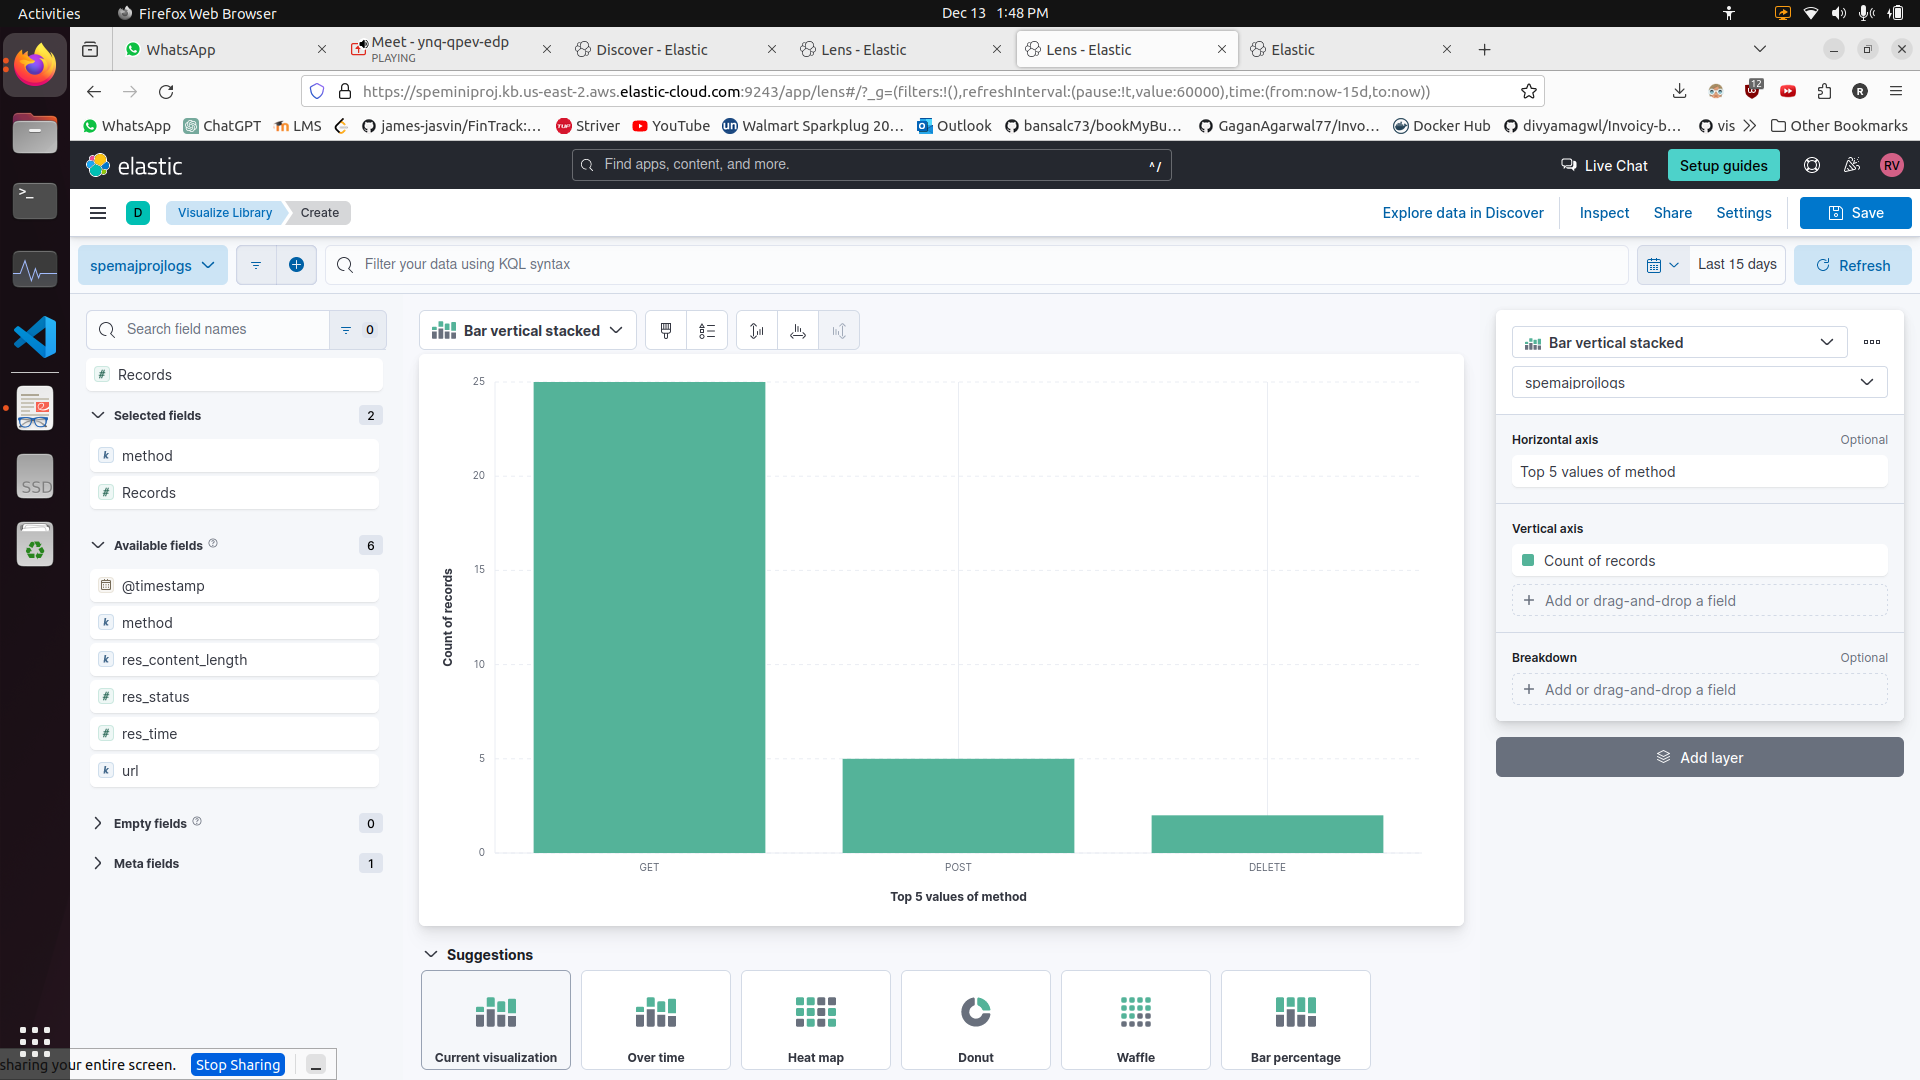 Activities
Firefox Web Browser
Dec 13 1:48 PM
WhatsApp
Meet - ynq-qpev-edp
PLAYING
Discover - Elastic
Lens - Elastic
Lens - Elastic
Elastic
https://speminiproj.kb.us-east-2.aws.elastic-cloud.com:9243/app/lens#/?_g=(filters:!(),refreshInterval:(pause:!t,value:60000),time:(from:now-15d,to:now))
12
R
WhatsApp
ChatGPT
LMS
james-jasvin/FinTrack:...
Striver
YouTube
Walmart Sparkplug 20...
Outlook
bansalc73/bookMyBu...
GaganAgarwal77/Invo...
Docker Hub
divyamagwl/Invoicy-b...
vis
Other Bookmarks
elastic
Find apps, content, and more.
^/
Live Chat
Setup guides
RV
D
Visualize Library
Create
Explore data in Discover
Inspect
Share
Settings
Save
spemajprojlogs
Filter your data using KQL syntax
Last 15 days
Refresh
Search field names
0
Records
Selected fields
2
method
Records
Available fields
6
@timestamp
method
res_content_length
res_status
res_time
url
Empty fields
0
Meta fields
1
Bar vertical stacked
25
20
15
10
5
0
Count of records
GET
POST
DELETE
Top 5 values of method
Suggestions
Current visualization
Over time
Heat map
Donut
Waffle
Bar percentage
Bar vertical stacked
spemajprojlogs
Horizontal axis
Optional
Top 5 values of method
Vertical axis
Count of records
Add or drag-and-drop a field
Breakdown
Optional
Add or drag-and-drop a field
Add layer
SSD
sharing your entire screen.
Stop Sharing